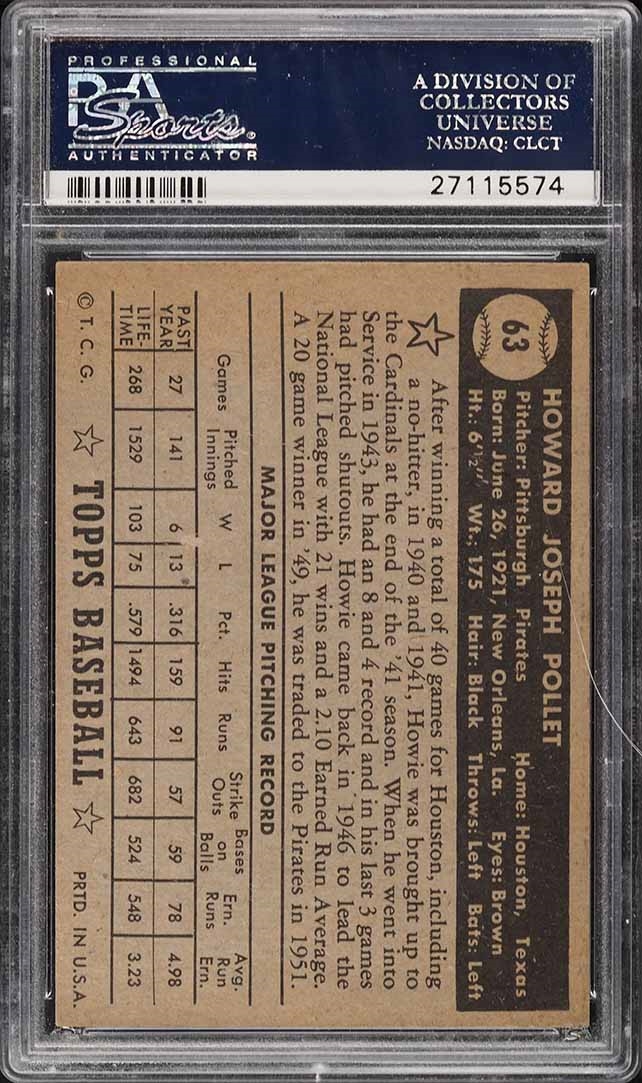 PROFESSIONAL
PSA
Sports
AUTHENTICATOR
A DIVISION OF
COLLECTORS
UNIVERSE
NASDAQ: CLCT
27115574
63
HOWARD JOSEPH POLLET
Pitcher: Pittsburgh Pirates Home: Houston, Texas
Born: June 26, 1921, New Orleans, La. Eyes: Brown
Ht.: 6'1½" Wt.: 175 Hair: Black Throws: Left Bats: Left
After winning a total of 40 games for Houston, including
a no-hitter, in 1940 and 1941, Howie was brought up to
the Cardinals at the end of the '41 season. When he went into
Service in 1943, he had an 8 and 4 record and in his last 3 games
had pitched shutouts. Howie came back in 1946 to lead the
National League with 21 wins and a 2.10 Earned Run Average.
A 20 game winner in '49, he was traded to the Pirates in 1951.
MAJOR LEAGUE PITCHING RECORD
Games Pitched Innings W L Pct. Hits Runs Strike Outs Bases on Balls Ern. Runs Avg. Run Ern.
PAST YEAR 27 141 6 13 .316 159 91 57 59 78 4.98
LIFE-TIME 268 1529 103 75 .579 1494 643 682 524 548 3.23
© T. C. G. ☆ TOPPS BASEBALL ☆ PRTD. IN U.S.A.